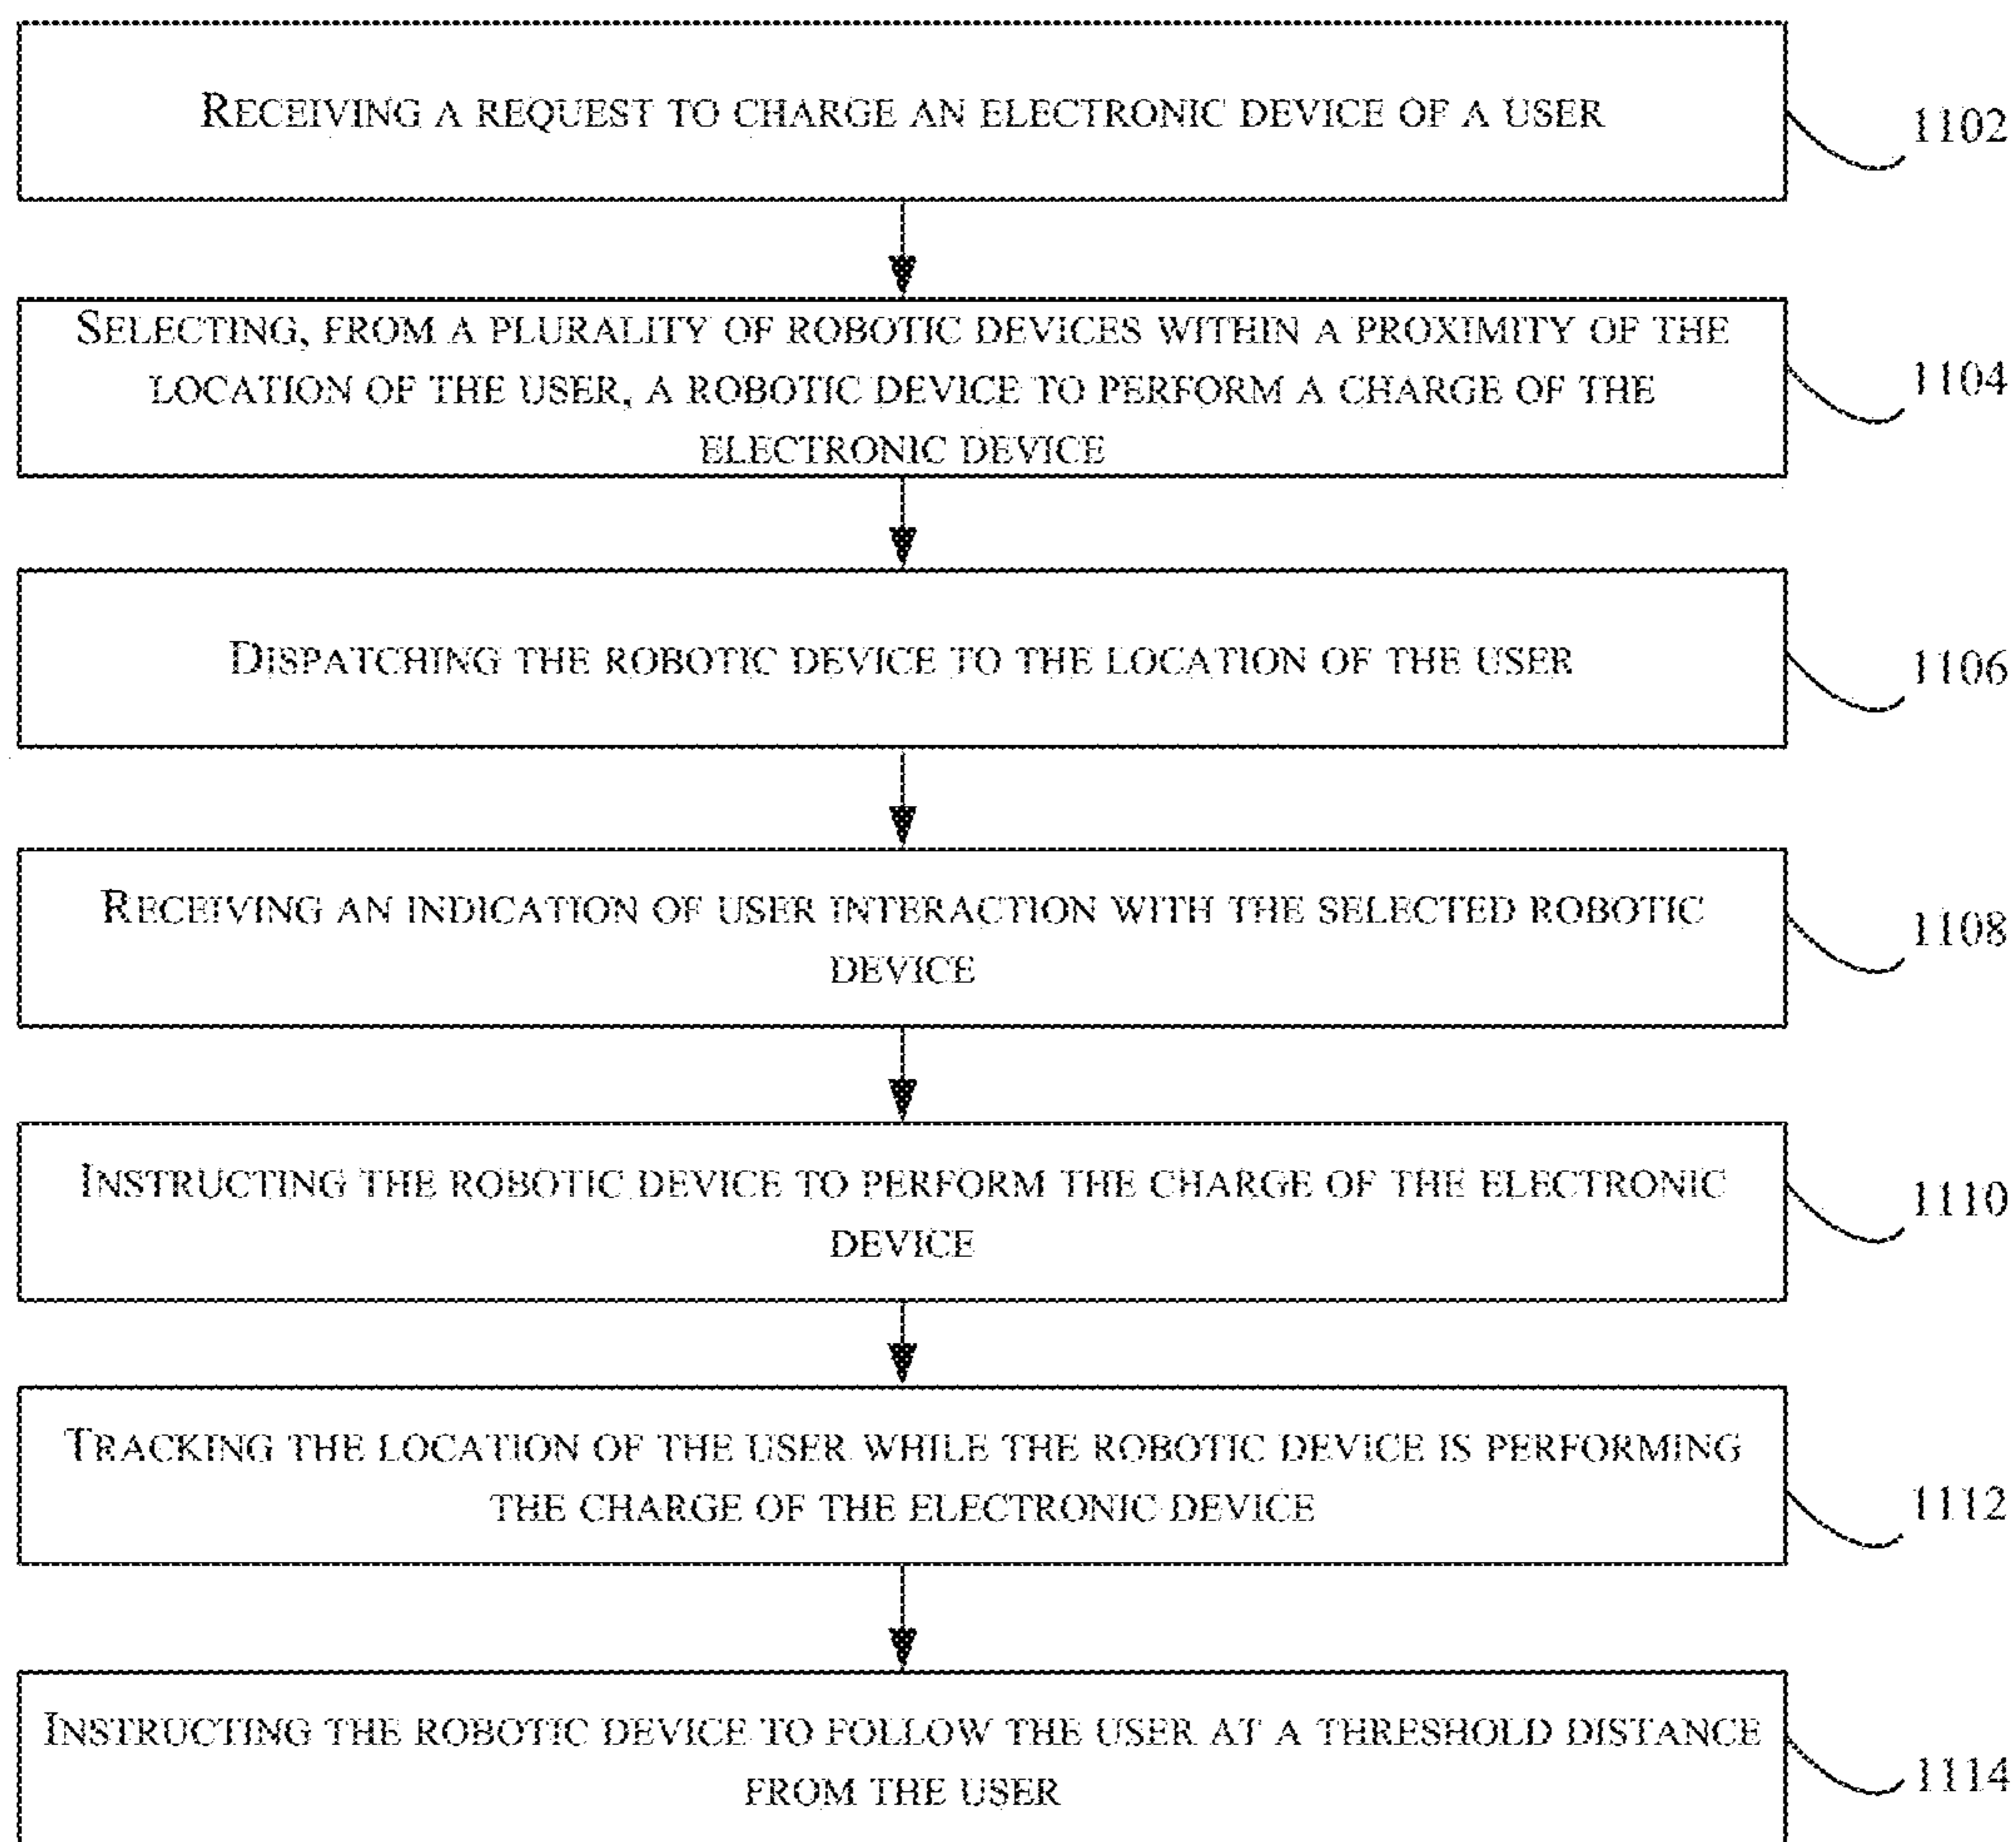 RECEIVING A REQUEST TO CHARGE AN ELECTRONIC DEVICE OF A USER
1102
SELECTING, FROM A PLURALITY OF ROBOTIC DEVICES WITHIN A PROXIMITY OF THE
LOCATION OF THE USER, A ROBOTIC DEVICE TO PERFORM A CHARGE OF THE
ELECTRONIC DEVICE
1104
DISPATCHING THE ROBOTIC DEVICE TO THE LOCATION OF THE USER
1106
RECEIVING AN INDICATION OF USER INTERACTION WITH THE SELECTED ROBOTIC
DEVICE
1108
INSTRUCTING THE ROBOTIC DEVICE TO PERFORM THE CHARGE OF THE ELECTRONIC
DEVICE
1110
TRACKING THE LOCATION OF THE USER WHILE THE ROBOTIC DEVICE IS PERFORMING
THE CHARGE OF THE ELECTRONIC DEVICE
1112
INSTRUCTING THE ROBOTIC DEVICE TO FOLLOW THE USER AT A THRESHOLD DISTANCE
FROM THE USER
1114